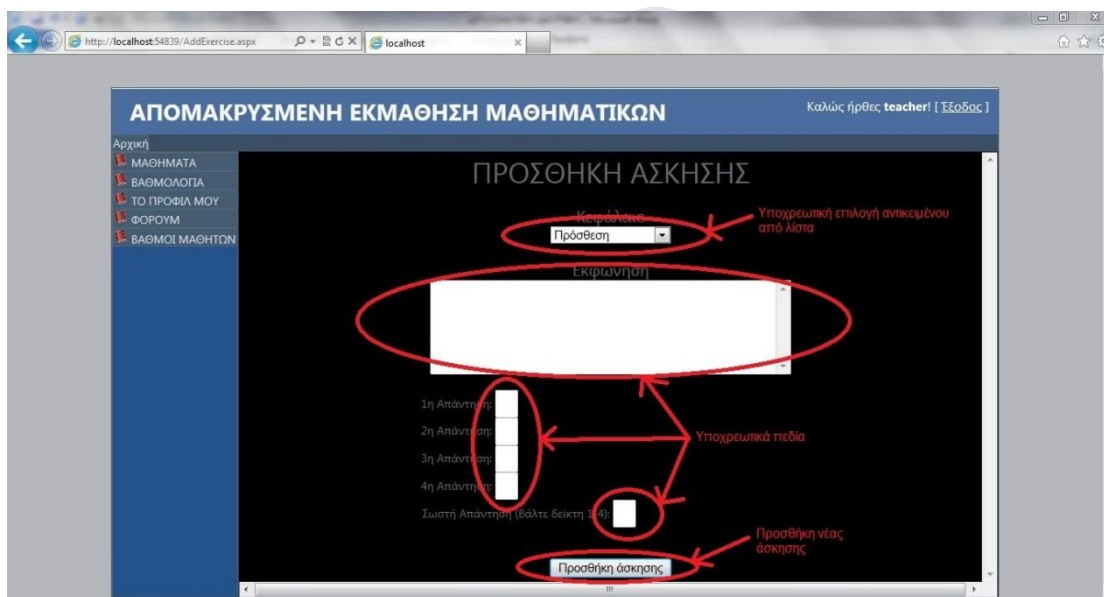 http://localhost:54839/AddExercise.aspx
localhost
ΑΠΟΜΑΚΡΥΣΜΕΝΗ ΕΚΜΑΘΗΣΗ ΜΑΘΗΜΑΤΙΚΩΝ
Καλώς ήρθες teacher! [ Έξοδος ]
Αρχική
ΜΑΘΗΜΑΤΑ
ΒΑΘΜΟΛΟΓΙΑ
ΤΟ ΠΡΟΦΙΛ ΜΟΥ
ΦΟΡΟΥΜ
ΒΑΘΜΟΙ ΜΑΘΗΤΩΝ
ΠΡΟΣΘΗΚΗ ΑΣΚΗΣΗΣ
Κεφάλαιο
Πρόσθεση
Υποχρεωτική επιλογή αντικειμένου
από λίστα
Εκφώνηση
1η Απάντηση:
2η Απάντηση:
3η Απάντηση:
4η Απάντηση:
Υποχρεωτικά πεδία
Σωστή Απάντηση (Βάλτε δείκτη 1-4):
Προσθήκη νέας
άσκησης
Προσθήκη άσκησης